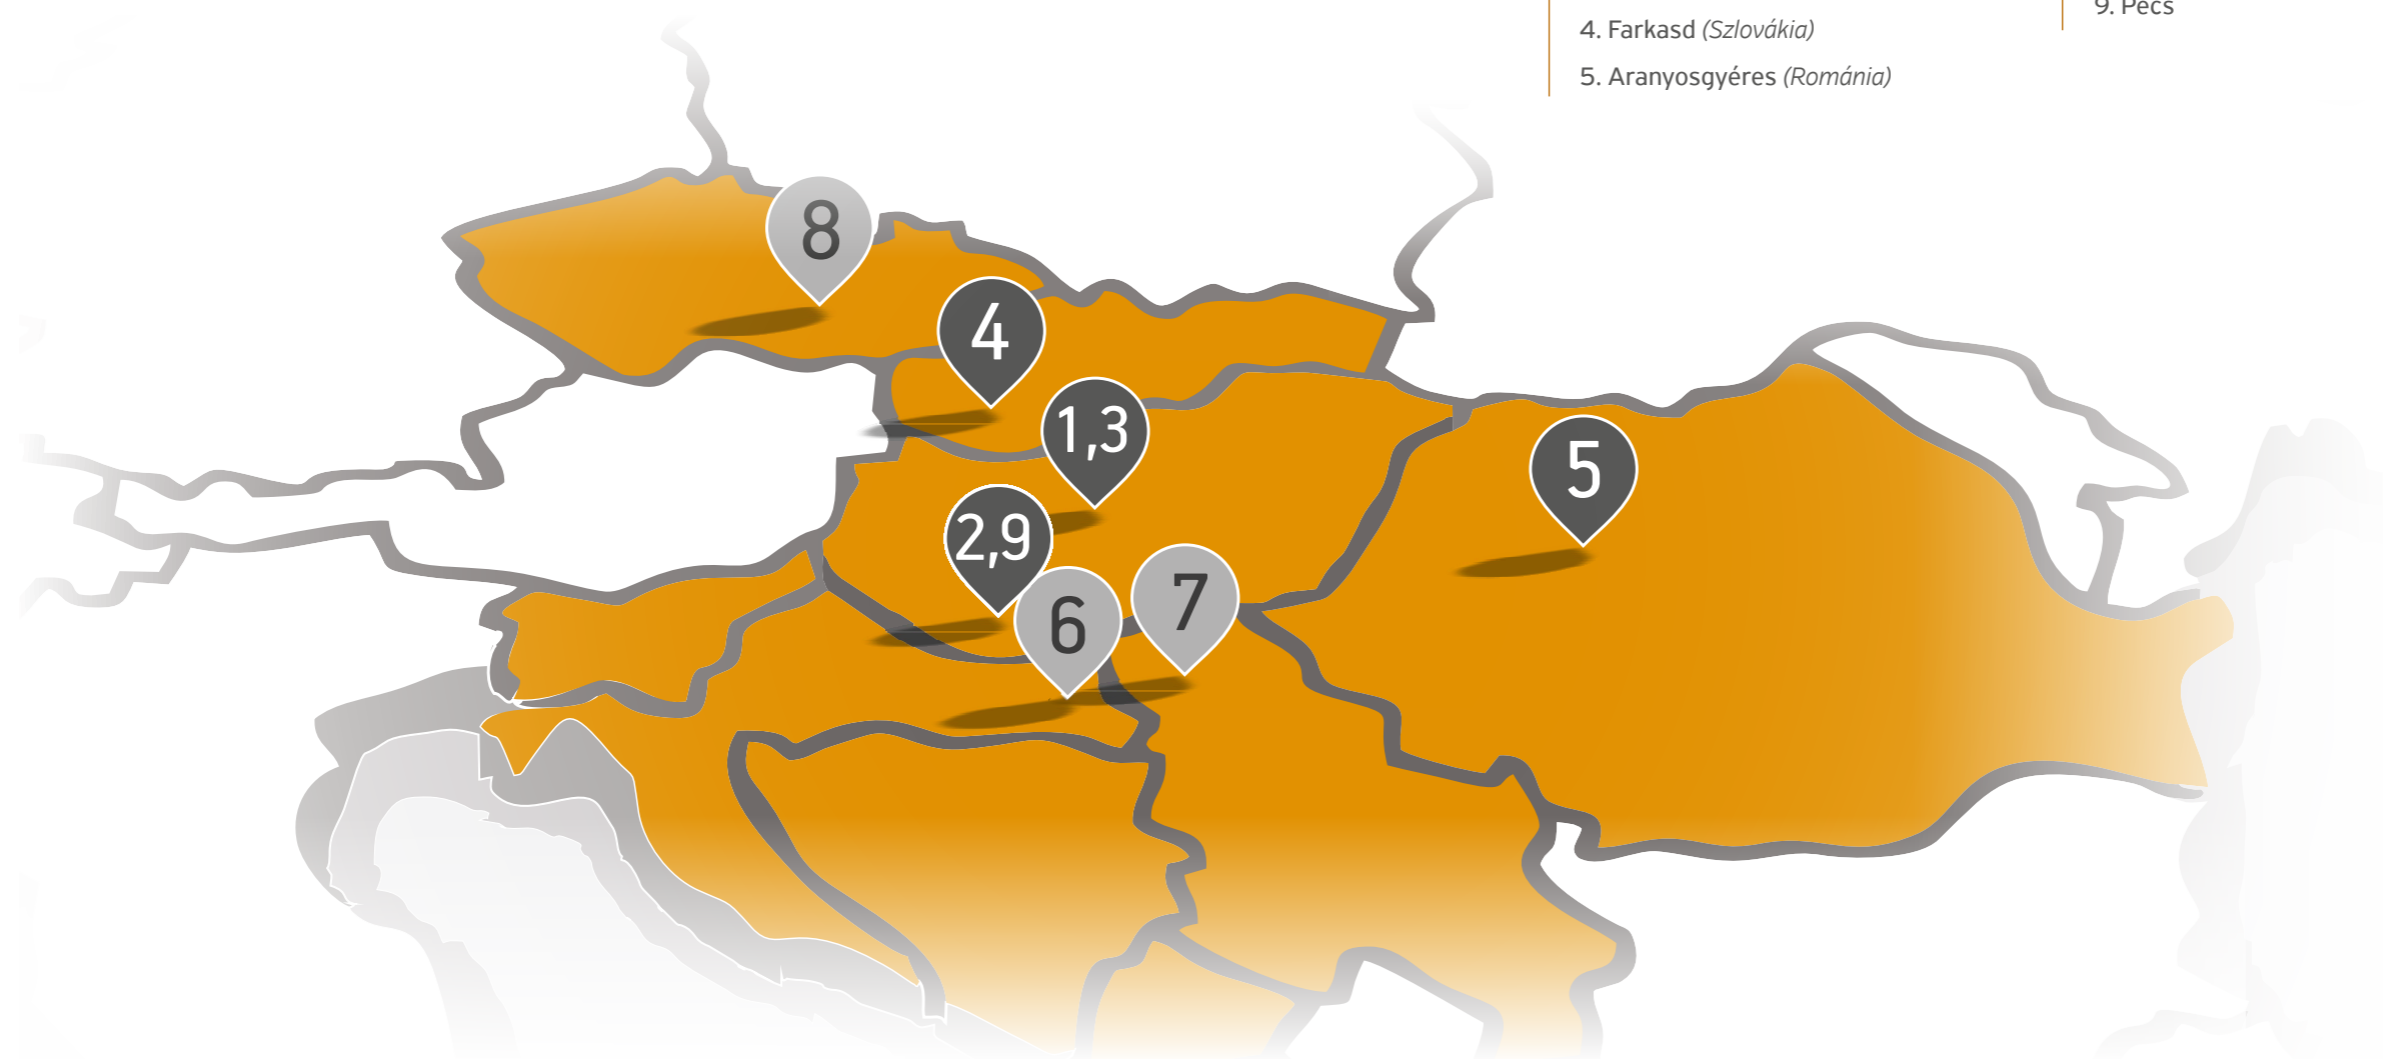 9. Pécs
4. Farkasd (Szlovákia)
5. Aranyosgyéres (Románia)
8
4
1,3
5
2,9
6
7